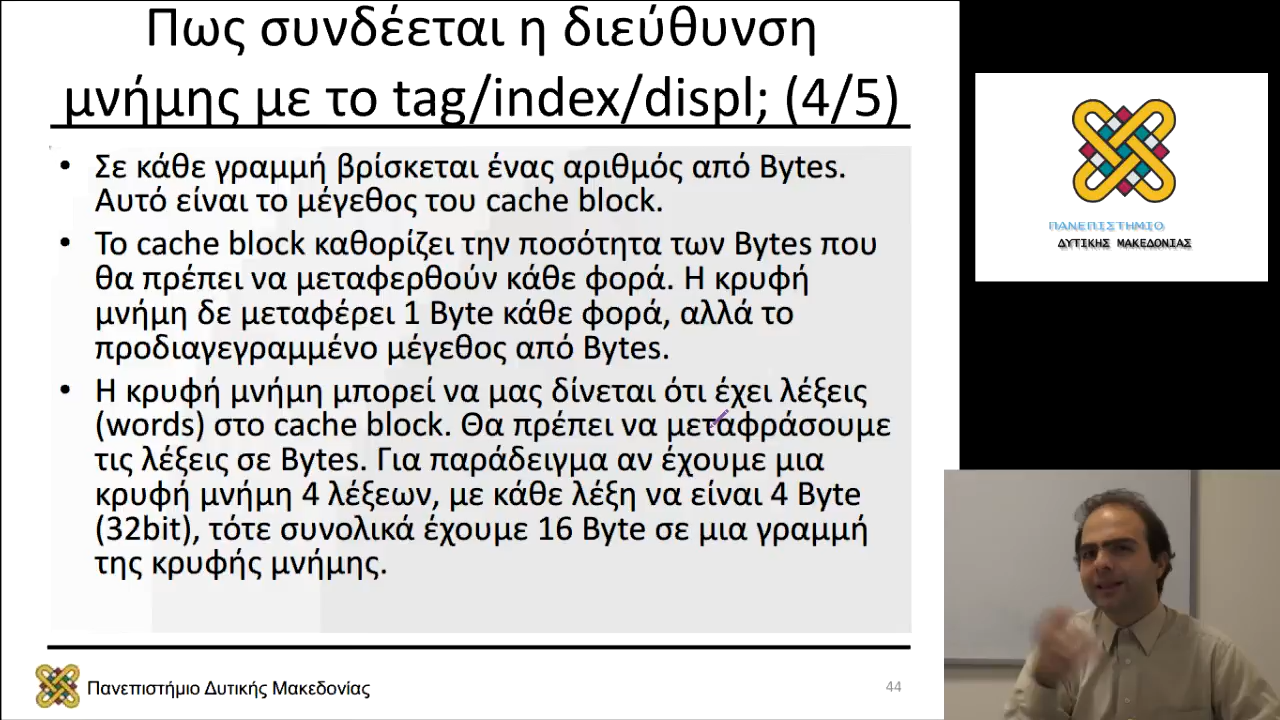 Πως συνδέεται η διεύθυνση
μνήμης με το tag/index/displ; (4/5)
• Σε κάθε γραμμή βρίσκεται ένας αριθμός από Bytes.
Αυτό είναι το μέγεθος του cache block.
• Το cache block καθορίζει την ποσότητα των Bytes που
θα πρέπει να μεταφερθούν κάθε φορά. Η κρυφή
μνήμη δε μεταφέρει 1 Byte κάθε φορά, αλλά το
προδιαγεγραμμένο μέγεθος από Bytes.
• Η κρυφή μνήμη μπορεί να μας δίνεται ότι έχει λέξεις
(words) στο cache block. Θα πρέπει να μεταφράσουμε
τις λέξεις σε Bytes. Για παράδειγμα αν έχουμε μια
κρυφή μνήμη 4 λέξεων, με κάθε λέξη να είναι 4 Byte
(32bit), τότε συνολικά έχουμε 16 Byte σε μια γραμμή
της κρυφής μνήμης.
Πανεπιστήμιο Δυτικής Μακεδονίας
44
ΠΑΝΕΠΙΣΤΗΜΙΟ
ΔΥΤΙΚΗΣ ΜΑΚΕΔΟΝΙΑΣ